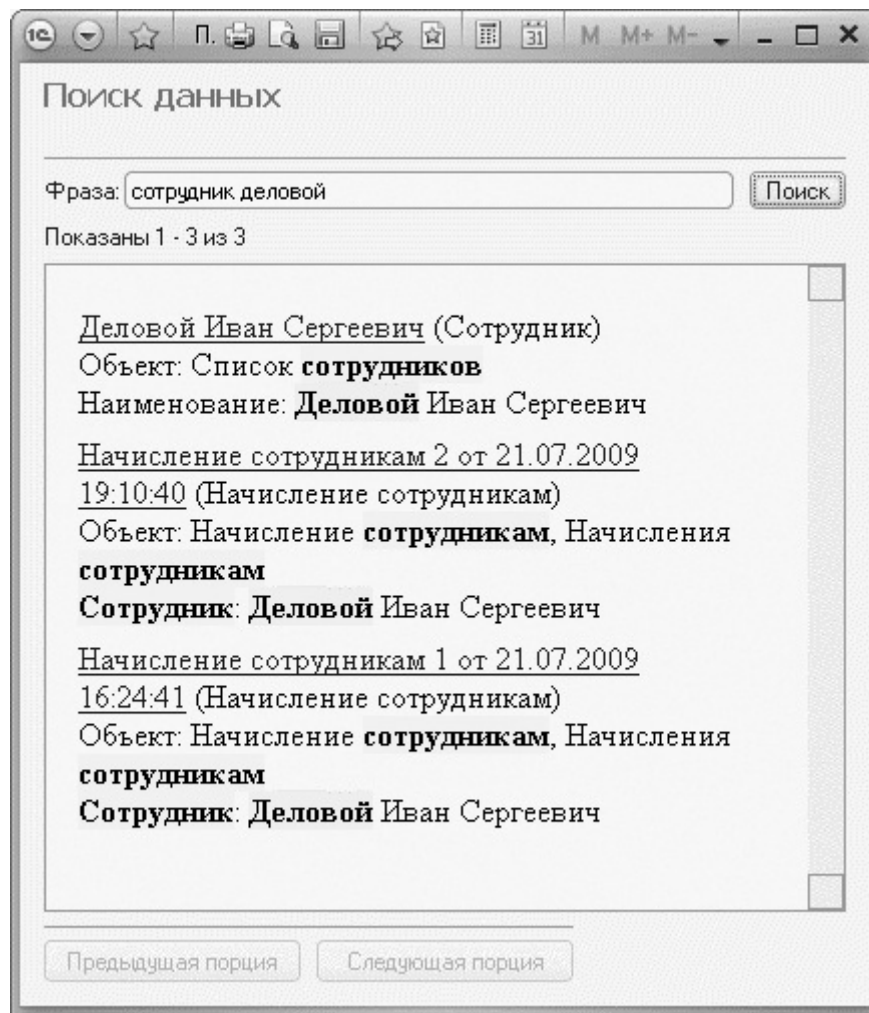 1С П. 31 M M+ M-
Поиск данных
Фраза: сотрудник деловой Поиск
Показаны 1 - 3 из 3
Деловой Иван Сергеевич (Сотрудник)
Объект: Список сотрудников
Наименование: Деловой Иван Сергеевич
Начисление сотрудникам 2 от 21.07.2009
19:10:40 (Начисление сотрудникам)
Объект: Начисление сотрудникам, Начисления
сотрудникам
Сотрудник: Деловой Иван Сергеевич
Начисление сотрудникам 1 от 21.07.2009
16:24:41 (Начисление сотрудникам)
Объект: Начисление сотрудникам, Начисления
сотрудникам
Сотрудник: Деловой Иван Сергеевич
Предыдущая порция Следующая порция